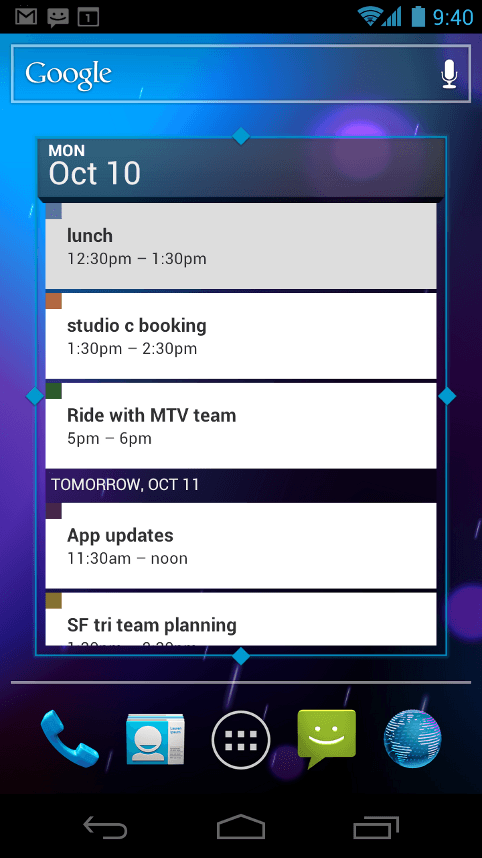 1
9:40
Google
MON
Oct 10
lunch
12:30pm – 1:30pm
studio c booking
1:30pm – 2:30pm
Ride with MTV team
5pm – 6pm
TOMORROW, OCT 11
App updates
11:30am – noon
SF tri team planning